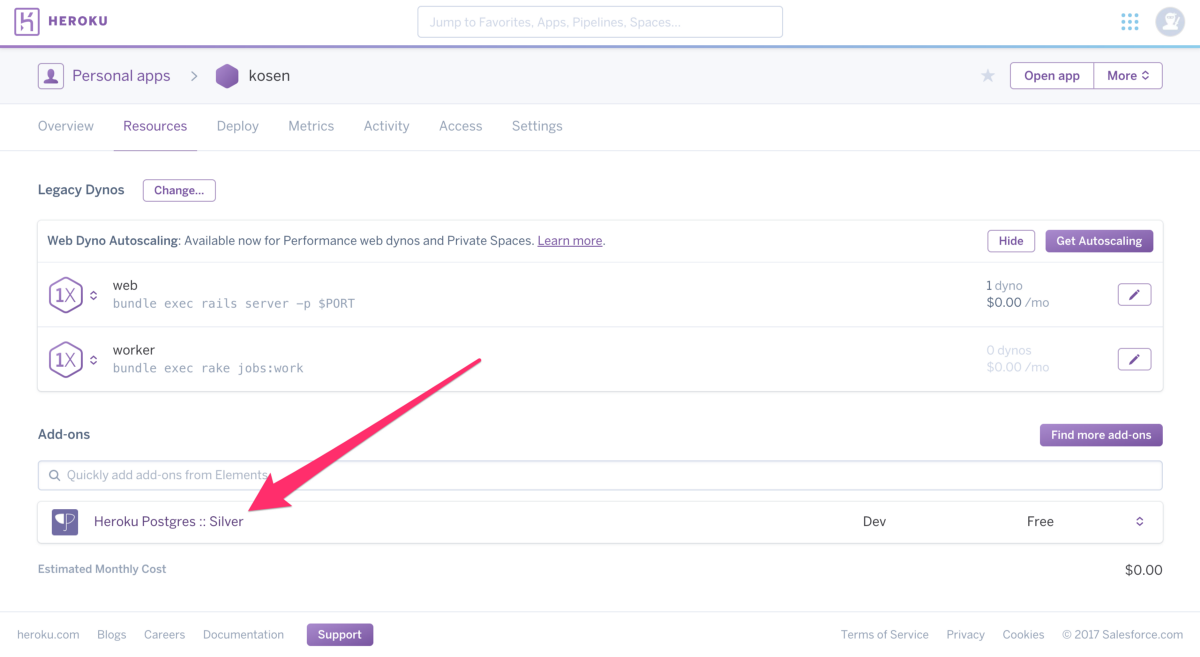 HEROKU
Jump to Favorites, Apps, Pipelines, Spaces...
Personal apps
kosen
Open app
More
Overview
Resources
Deploy
Metrics
Activity
Access
Settings
Legacy Dynos
Change...
Web Dyno Autoscaling: Available now for Performance web dynos and Private Spaces. Learn more.
Hide
Get Autoscaling
1X
web
bundle exec rails server -p $PORT
1 dyno
$0.00 /mo
1X
worker
bundle exec rake jobs:work
0 dynos
$0.00 /mo
Add-ons
Find more add-ons
Quickly add add-ons from Elements
Heroku Postgres :: Silver
Dev
Free
Estimated Monthly Cost
$0.00
heroku.com
Blogs
Careers
Documentation
Support
Terms of Service
Privacy
Cookies
© 2017 Salesforce.com